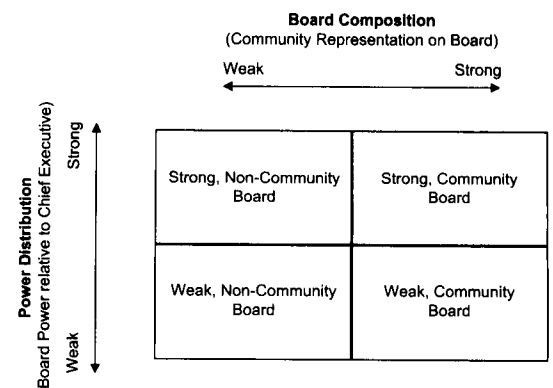 Board Composition
(Community Representation on Board)
Weak Strong
Power Distribution
Board Power relative to Chief Executive)
Weak Strong
Strong, Non-Community
Board
Strong, Community
Board
Weak, Non-Community
Board
Weak, Community
Board